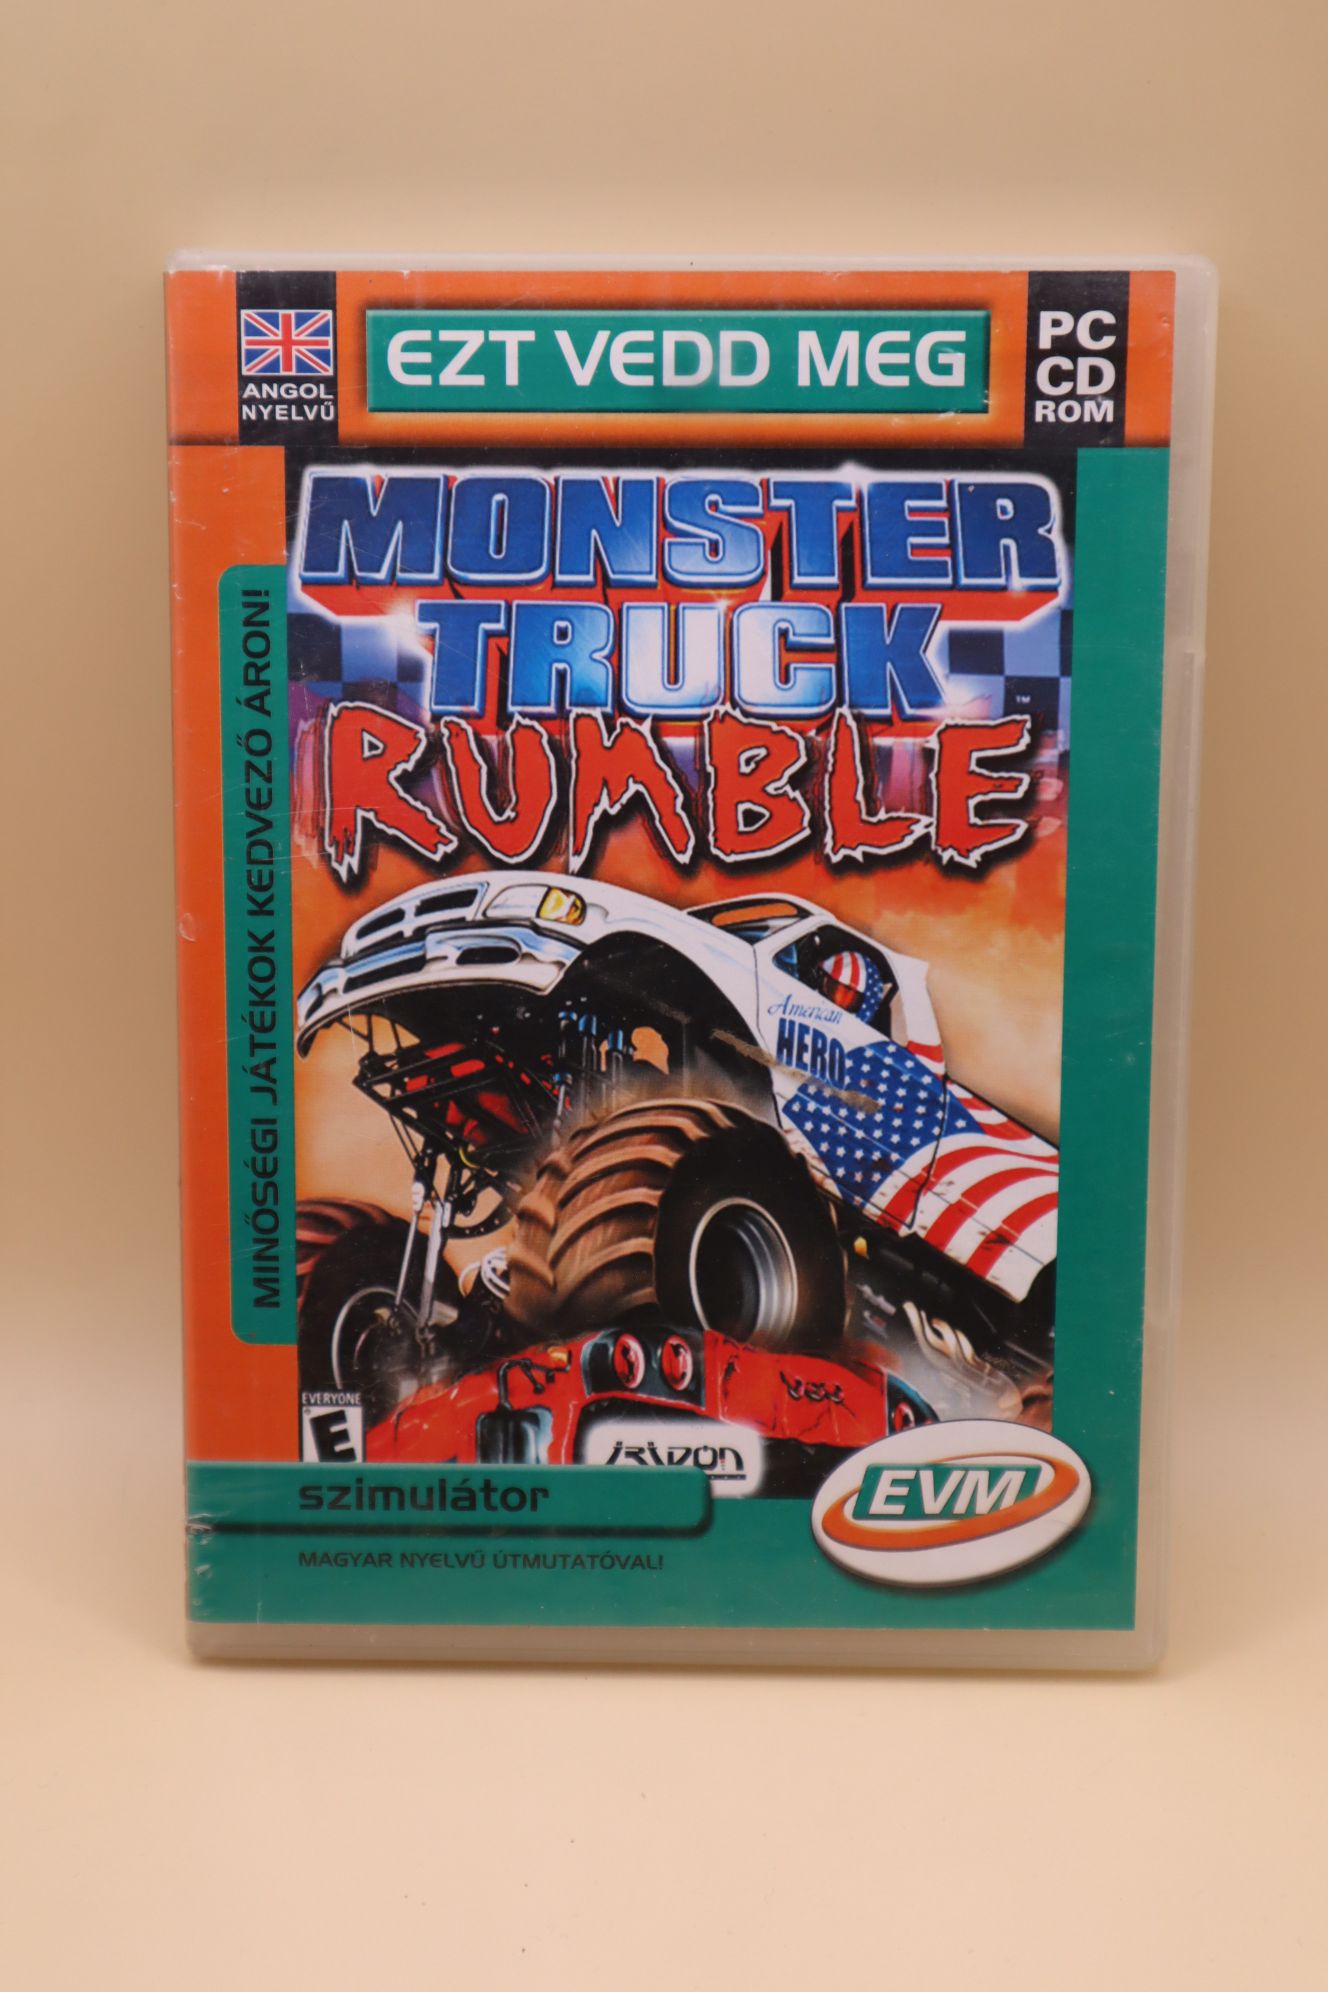 ANGOL
NYELVŰ
EZT VEDD MEG
PC
CD
ROM
MINŐSÉGI JÁTÉKOK KEDVEZŐ ÁRON!
MONSTER
TRUCK
™
RUMBLE
American
HERO
EVERYONE
E
iRiDON
EVM
szimulátor
MAGYAR NYELVŰ ÚTMUTATÓVAL!